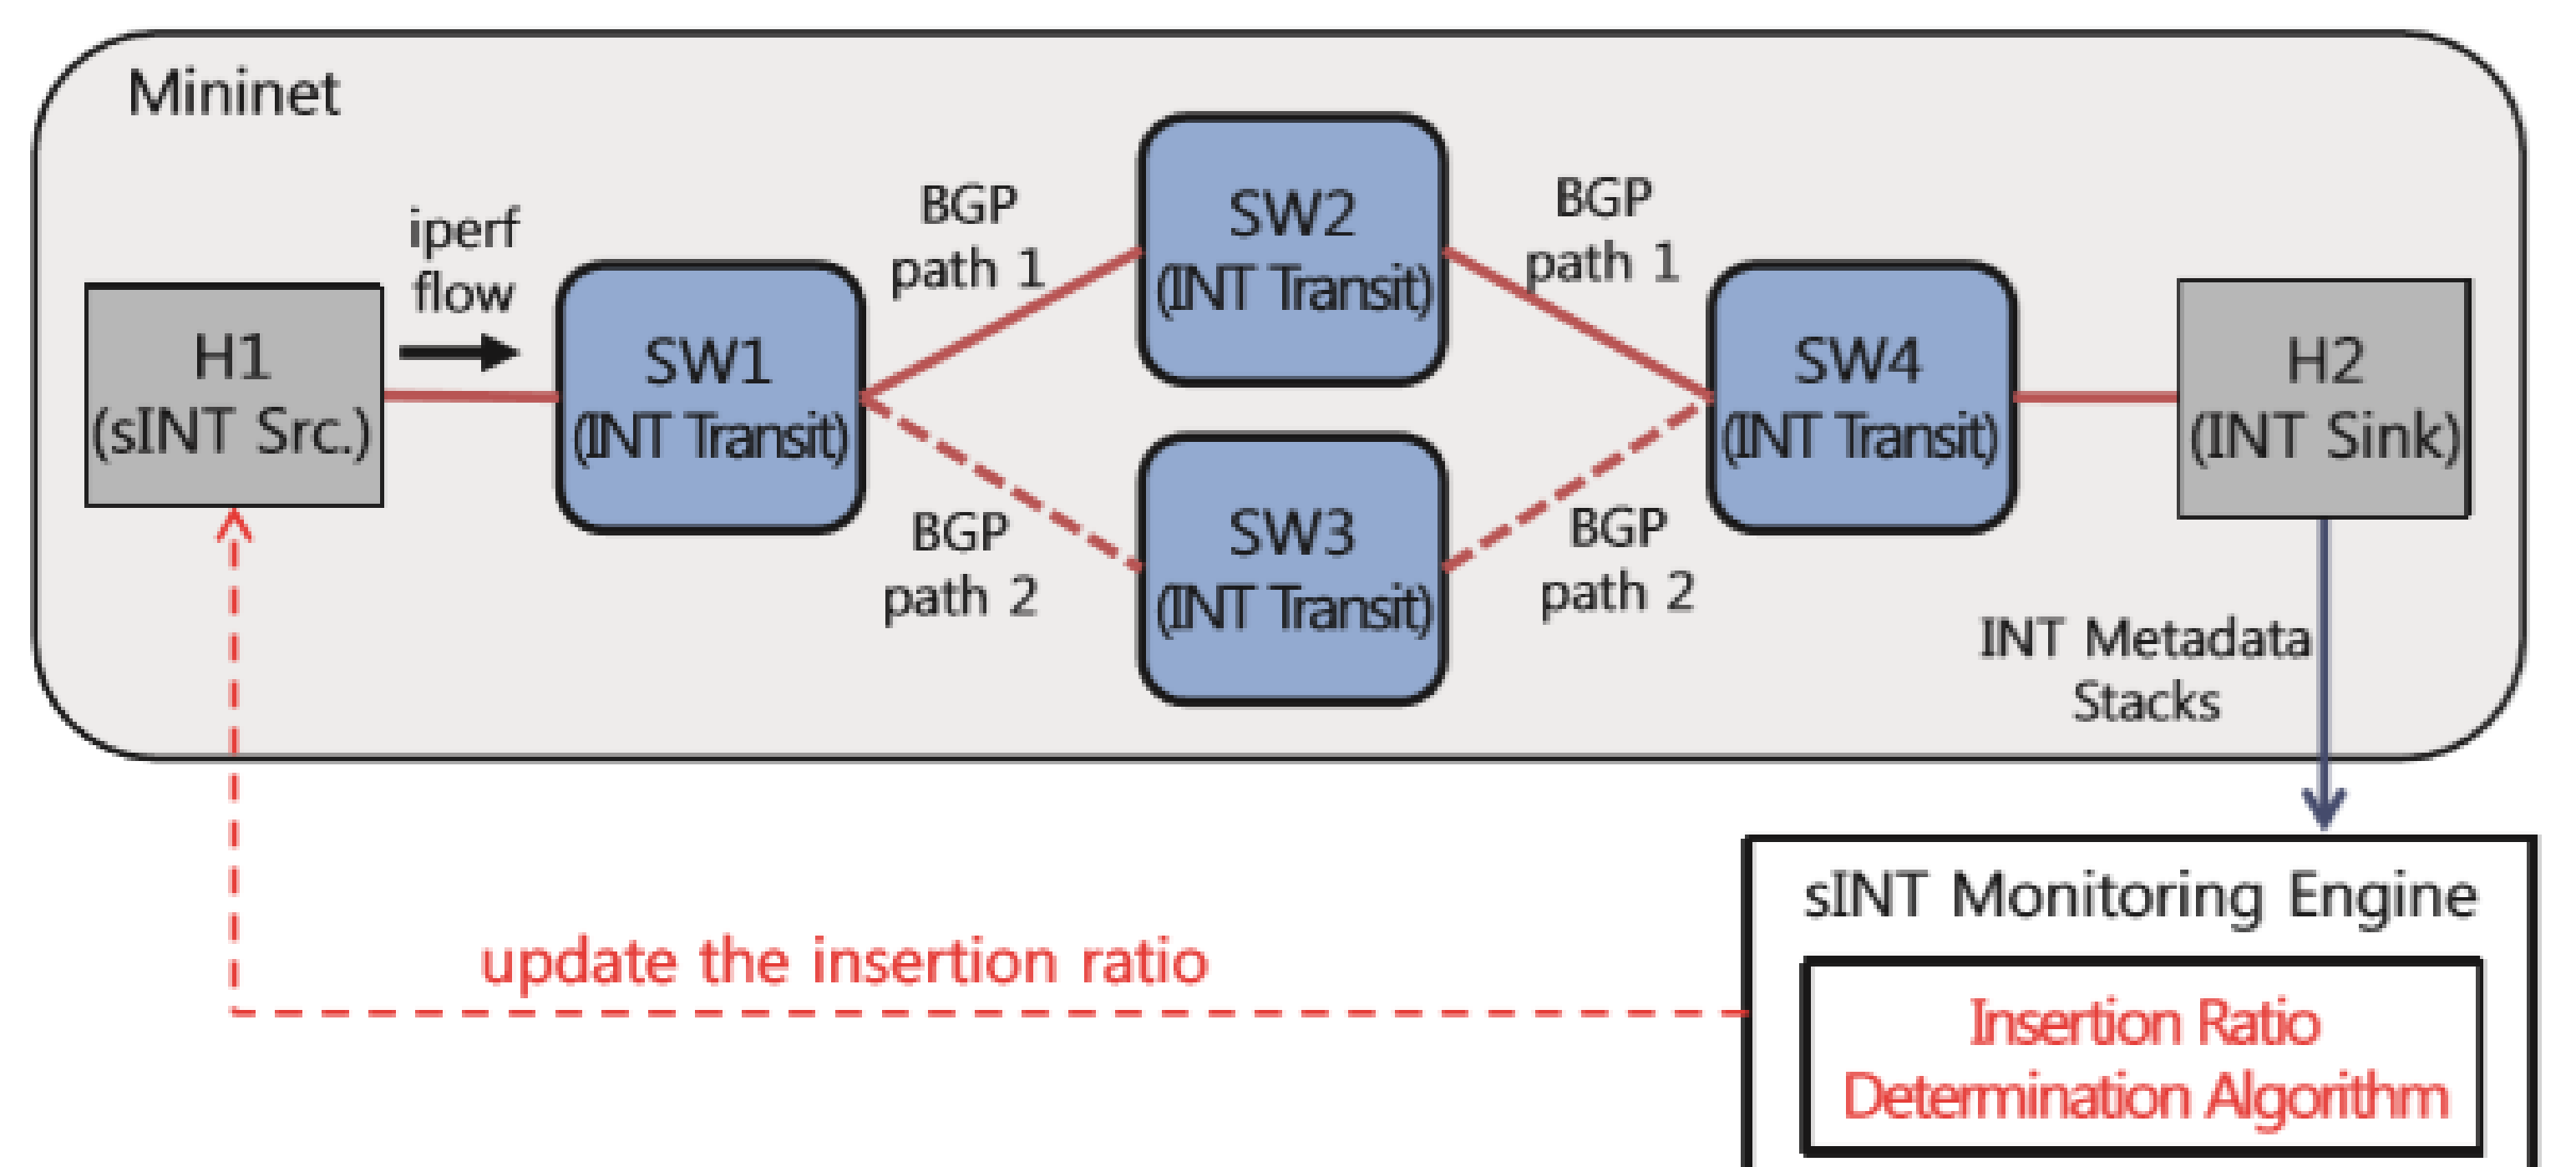 Mininet
iperf
flow
H1
(sINT Src.)
SW1
(INT Transit)
BGP
path 1
SW2
(INT Transit)
BGP
path 1
BGP
path 2
SW3
(INT Transit)
BGP
path 2
SW4
(INT Transit)
H2
(INT Sink)
INT Metadata
Stacks
update the insertion ratio
sINT Monitoring Engine
Insertion Ratio
Determination Algorithm